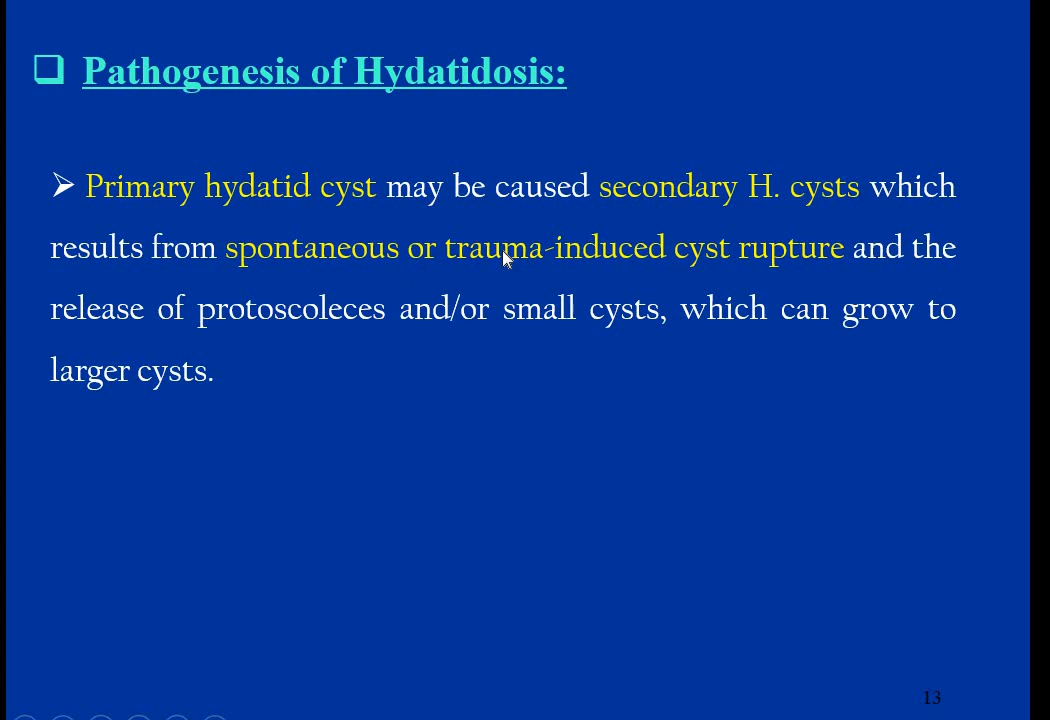 Pathogenesis of Hydatidosis:
Primary hydatid cyst may be caused secondary H. cysts which
results from spontaneous or trauma-induced cyst rupture and the
release of protoscoleces and/or small cysts, which can grow to
larger cysts.
13